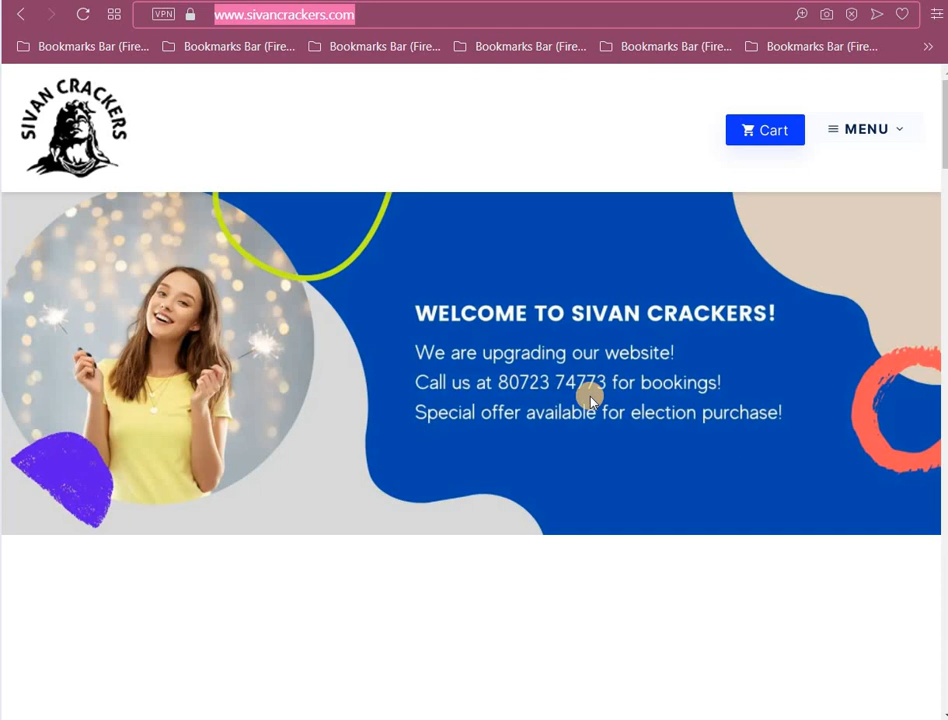 VPN
www.sivancrackers.com
Bookmarks Bar (Fire...
Bookmarks Bar (Fire...
Bookmarks Bar (Fire...
Bookmarks Bar (Fire...
Bookmarks Bar (Fire...
Bookmarks Bar (Fire...
SIVAN CRACKERS
Cart
MENU
WELCOME TO SIVAN CRACKERS!
We are upgrading our website!
Call us at 80723 74773 for bookings!
Special offer available for election purchase!